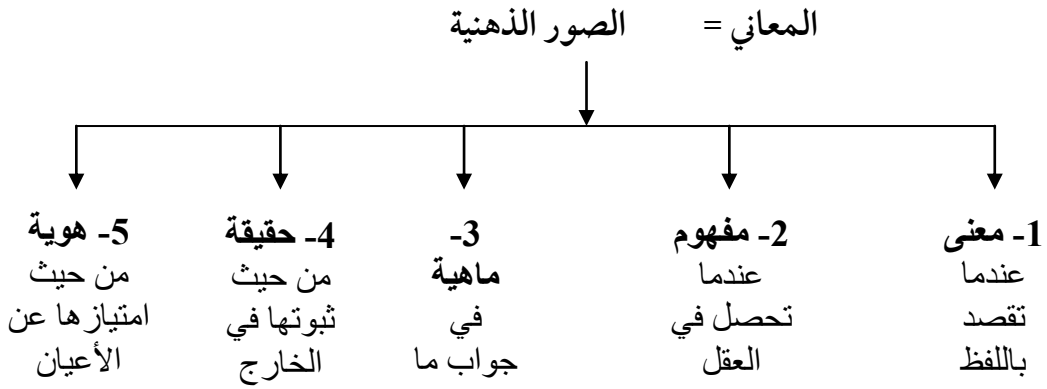 المعاني = الصور الذهنية
1- معنى
عندما
تقصد
باللفظ
2- مفهوم
عندما
تحصل في
العقل
3-
ماهية
في
جواب ما
4- حقيقة
من حيث
ثبوتها في
الخارج
5- هوية
من حيث
امتيازها عن
الأعيان